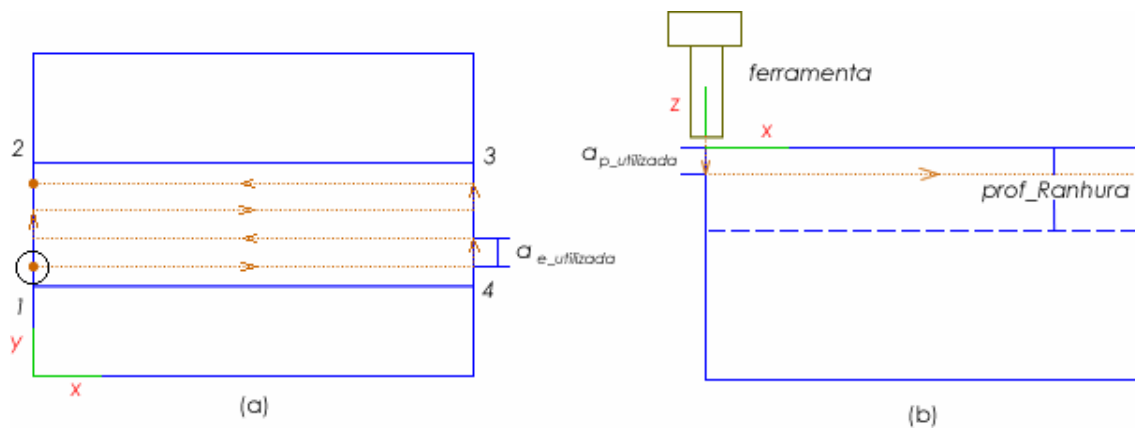 2
3
a e_utilizada
1
4
y
x
(a)
ferramenta
z
x
a p_utilizada
prof_Ranhura
(b)